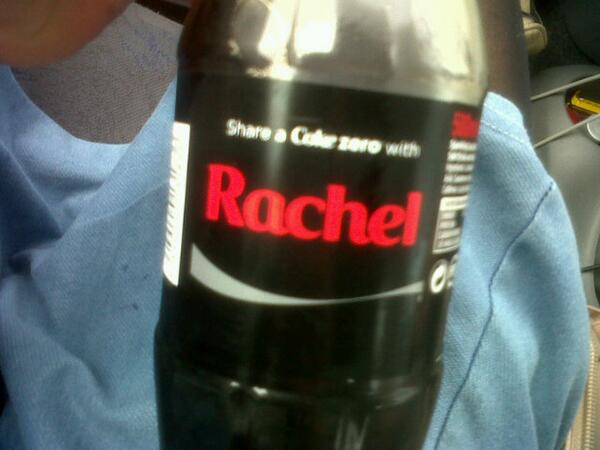 Share a Coke zero with
Rachel